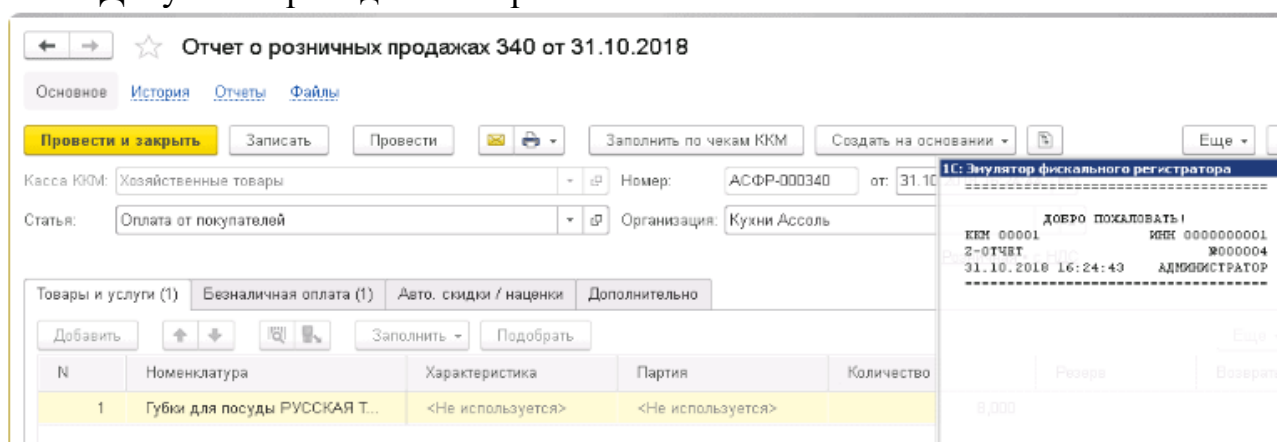 Отчет о розничных продажах 340 от 31.10.2018
Основное История Отчеты Файлы
Провести и закрыть Записать Провести Заполнить по чекам ККМ Создать на основании Еще
Касса ККМ: Хозяйственные товары Номер: АСФР-000340 от: 31.10
Статья: Оплата от покупателей Организация: Кухни Ассоль
1С: Эмулятор фискального регистратора
ДОБРО ПОЖАЛОВАТЬ!
ККМ 00001 ИНН 0000000001
Z-ОТЧЕТ №000004
31.10.2018 16:24:43 АДМИНИСТРАТОР
Товары и услуги (1) Безналичная оплата (1) Авто. скидки / наценки Дополнительно
Добавить Заполнить Подобрать Еще
N Номенклатура Характеристика Партия Количество Резерв Возврат
1 Губки для посуды РУССКАЯ Т... <Не используется> <Не используется> 8,000